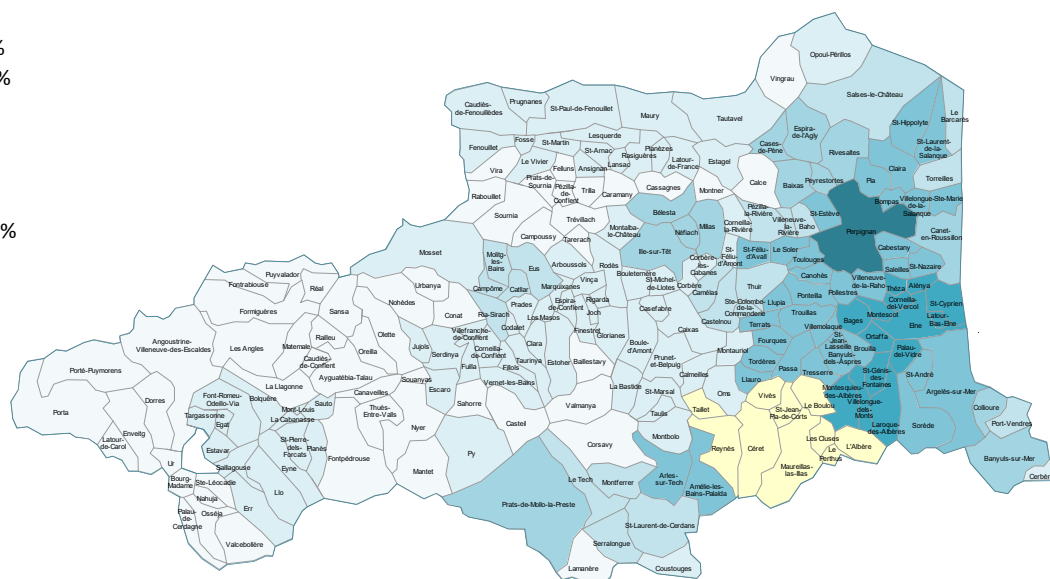 %
%
%
Opoul-Périllos
Vingrau
Salses-le-Château
Le
Barcarès
Caudiès-
de-Fenouillèdes
Prugnanes
St-Paul-de-Fenouillet
Maury
Tautavel
St-Hippolyte
Espira-
de-l'Agly
Cases-
de-Pène
Rivesaltes
St-Laurent-
de-la-
Salanque
Claira
Torreilles
Fenouillet
Fosse
St-Martin
Lesquerde
St-Arnac
Lansac
Rasiguères
Planèzes
Latour-
de-France
Estagel
Vira
Le Vivier
Felluns
Ansignan
Prats-de-
Sournia
Pézilla-
de-
Conflent
Trilla
Caramany
Cassagnes
Montner
Calce
Baixas
Peyrestortes
Pia
Rabouillet
Sournia
Campoussy
Trévillach
Tarerach
Montalba-
le-Château
Bélesta
Néfiach
Millas
Corneilla-
la-Rivière
Pézilla-
la-Rivière
Villeneuve-
la-
Rivière
Baho
St-Estève
Bompas
Villelongue-
de-la-
Salanque
Ste-Marie
Perpignan
Canet-
en-Roussillon
Cabestany
Saleilles
St-Nazaire
Mosset
Molitg-
les-
Bains
Eus
Arboussols
Rodès
Ille-sur-Têt
Bouleternère
St-Michel-
de-Llotes
Corbère-
les-
Cabanes
Corbère
St-
Féliu-
d'Amont
St-Féliu-
d'Avall
Le Soler
Toulouges
Canohès
Villeneuve-
de-la-Raho
Théza
Alénya
Urbanya
Nohèdes
Conat
Campôme
Catllar
Marquixanes
Vinça
Rigarda
Espira-
de-Conflent
Joch
Finestret
Prades
Ria-Sirach
Los Masos
Codalet
Clara
Taurinya
Estoher
Baillestavy
Glorianes
Casefabre
Boule-
d'Amont
Caixas
Camélas
Castelnou
Thuir
Ste-Colombe-
de-la-
Commanderie
Llupia
Terrats
Ponteilla
Pollestres
Trouillas
Villemolaque
Bages
Montescot
Corneilla-
del-Vercol
St-Cyprien
Latour-
Bas-Elne
Elne
Puyvalador
Fontrabiouse
Réal
Formiguères
Sansa
Railleu
Matemale
Caudiès-
de-Conflent
Les Angles
Olette
Oreilla
Ayguatébia-Talau
Jujols
Serdinya
Villefranche-
de-Conflent
Corneilla-
de-Conflent
Fuilla
Fillols
Vernet-les-Bains
Souanyas
Escaro
Sahorre
Casteil
Valmanya
La Bastide
Prunet-
et-Belpuig
St-Marsal
Taulis
Calmeilles
Montauriol
Oms
Fourques
Tordères
Llauro
Passa
Tresserre
St-
Jean-
Lasseille
Banyuls-
dels-Aspres
Brouilla
Ortaffa
Palau-
del-Vidre
St-Génis-
des-
Fontaines
St-André
Argelès-sur-Mer
Angoustrine-
Villeneuve-des-Escaldes
Porté-Puymorens
Porta
Dorres
Enveitg
Latour-
de-Carol
Ur
Font-Romeu-
Odeillo-Via
Targassonne
Egat
Bolquère
La Llagonne
Mont-Louis
La Cabanasse
Sauto
St-Pierre-
dels-
Forcats
Planès
Fontpédrouse
Canavelles
Thuès-
Entre-Valls
Nyer
Mantet
Py
Estavar
Saillagouse
Eyne
Llo
Err
Bourg-
Madame
Ste-Léocadie
Nahuja
Osséja
Palau-
de-
Cerdagne
Valcebollère
Prats-de-Mollo-la-Preste
Le Tech
Corsavy
Montferrer
Montbolo
Arles-
sur-Tech
Amélie-les-
Bains-Palalda
St-Laurent-de-Cerdans
Serralongue
Lamanère
Coustouges
Taillet
Reynès
Céret
Vivès
St-Jean-
Pla-de-Corts
Le Boulou
Maureillas-
las-Illas
Les Cluses
Le
Perthus
L'Albère
Montesquieu-
des-Albères
Villelongue-
dels-
Monts
Laroque-
des-Albères
Sorède
Collioure
Port-Vendres
Banyuls-sur-Mer
Cerbèr